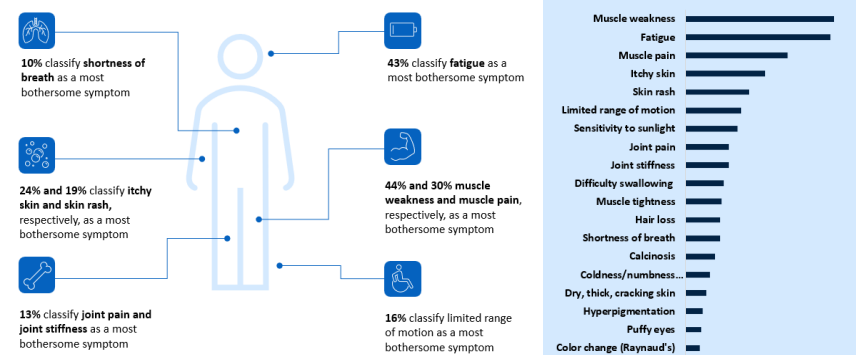 10% classify shortness of
breath as a most
bothersome symptom
43% classify fatigue as a
most bothersome symptom
24% and 19% classify itchy
skin and skin rash,
respectively, as a most
bothersome symptom
44% and 30% muscle
weakness and muscle pain,
respectively, as a most
bothersome symptom
13% classify joint pain and
joint stiffness as a most
bothersome symptom
16% classify limited range
of motion as a most
bothersome symptom
Muscle weakness
Fatigue
Muscle pain
Itchy skin
Skin rash
Limited range of motion
Sensitivity to sunlight
Joint pain
Joint stiffness
Difficulty swallowing
Muscle tightness
Hair loss
Shortness of breath
Calcinosis
Coldness/numbness...
Dry, thick, cracking skin
Hyperpigmentation
Puffy eyes
Color change (Raynaud's)